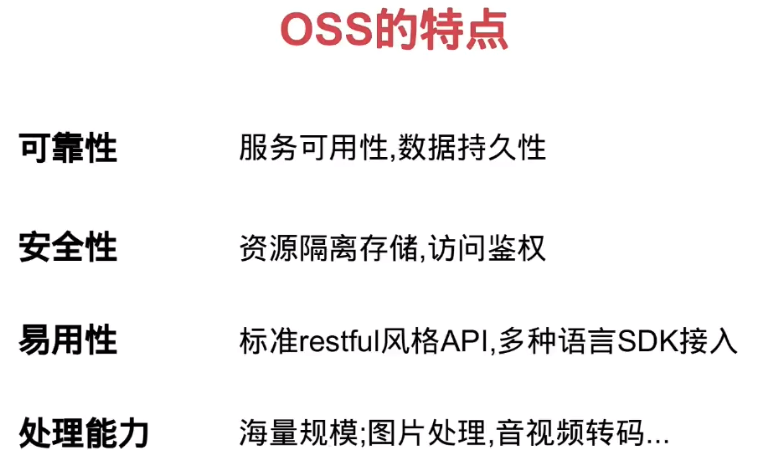 OSS的特点
可靠性 服务可用性,数据持久性
安全性 资源隔离存储,访问鉴权
易用性 标准restful风格API,多种语言SDK接入
处理能力 海量规模;图片处理,音视频转码...